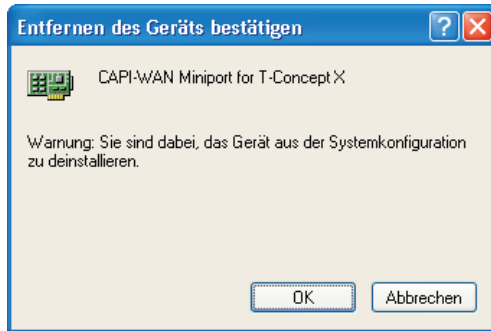 Entfernen des Geräts bestätigen
CAPI-WAN Miniport for T-Concept X
Warnung: Sie sind dabei, das Gerät aus der Systemkonfiguration
zu deinstallieren.
OK Abbrechen